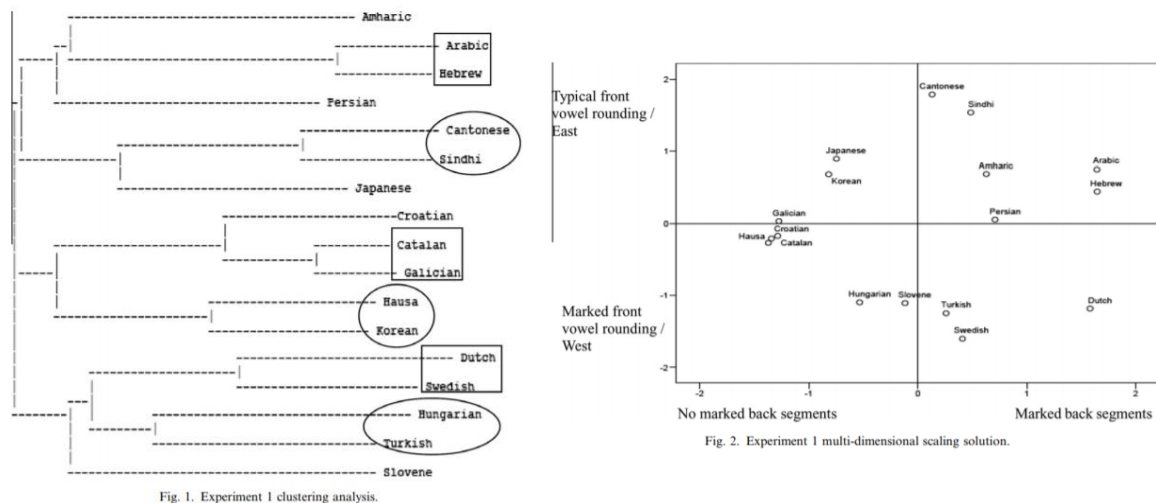 Amharic
Arabic
Hebrew
Persian
Cantonese
Sindhi
Japanese
Croatian
Catalan
Galician
Hausa
Korean
Dutch
Swedish
Hungarian
Turkish
Slovene
Fig. 1. Experiment 1 clustering analysis.
Typical front
vowel rounding /
East
Marked front
vowel rounding /
West
2
1
0
-1
-2
Cantonese
Sindhi
Japanese
Korean
Amharic
Arabic
Hebrew
Persian
Galician
Croatian
Hausa
Catalan
Hungarian
Slovene
Turkish
Dutch
Swedish
-2
-1
0
1
2
No marked back segments
Marked back segments
Fig. 2. Experiment 1 multi-dimensional scaling solution.